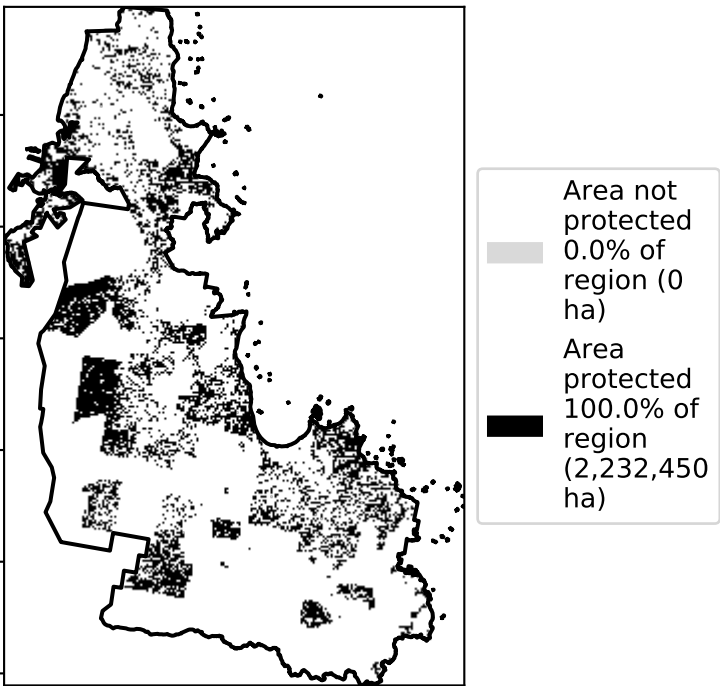 Area not
protected
0.0% of
region (0
ha)
Area
protected
100.0% of
region
(2,232,450
ha)